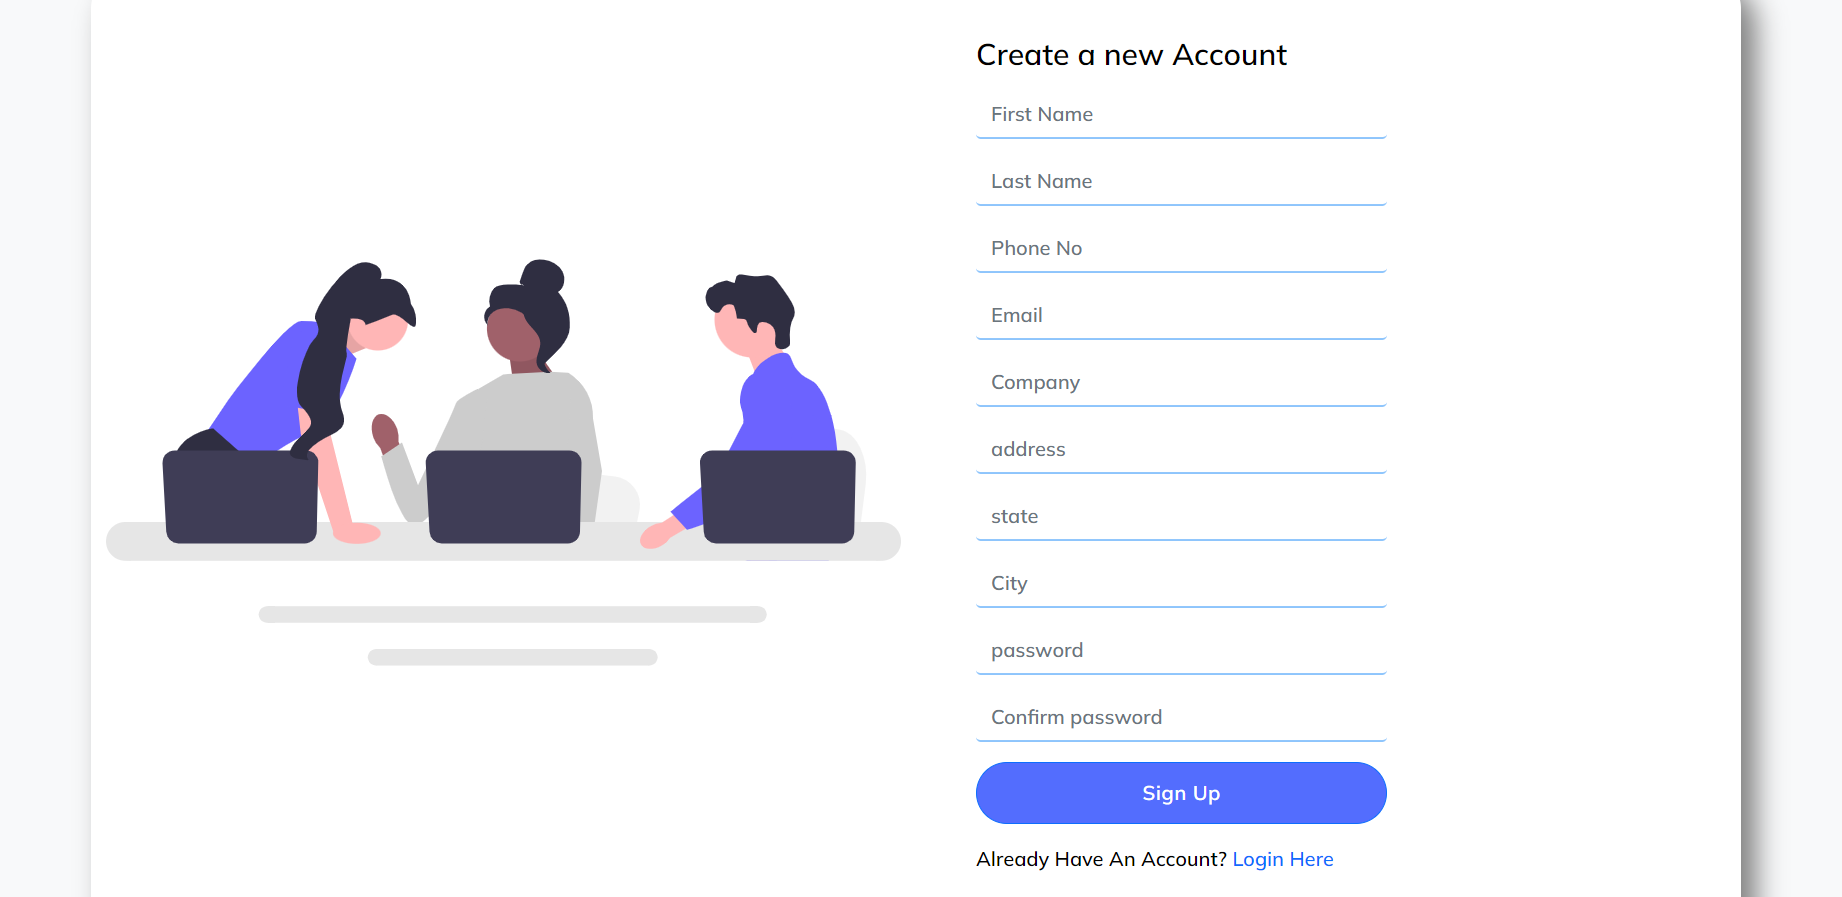 Create a new Account
First Name
Last Name
Phone No
Email
Company
address
state
City
password
Confirm password
Sign Up
Already Have An Account? Login Here